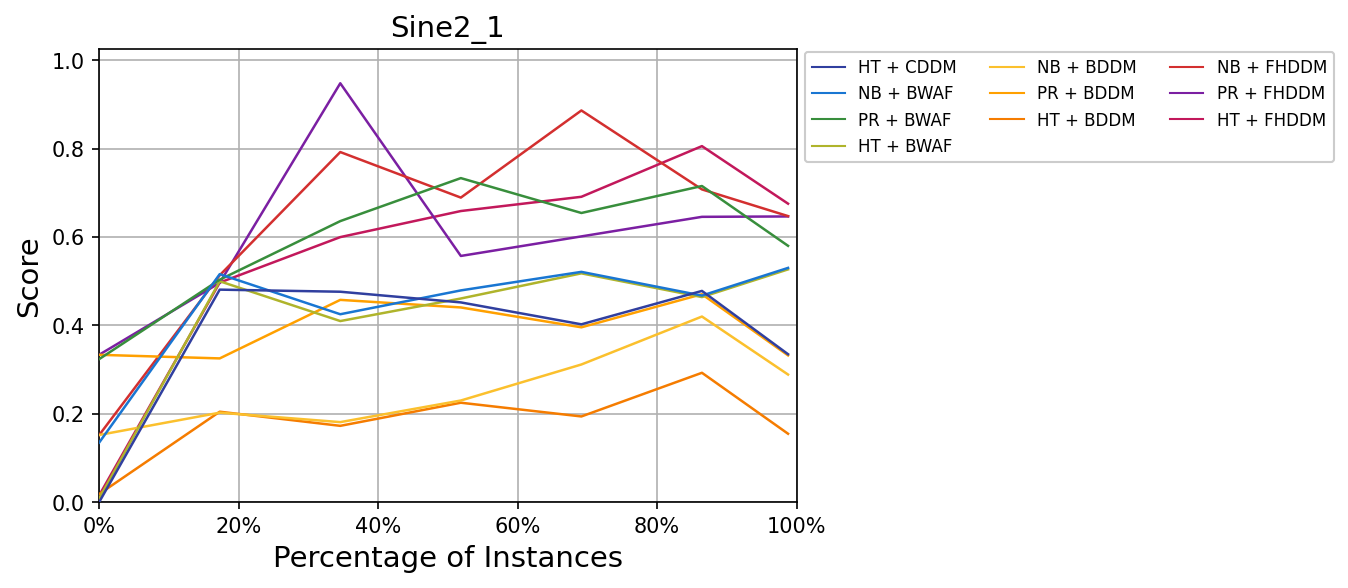 Sine2_1
1.0
0.8
0.6
0.4
0.2
0.0
Score
0% 20% 40% 60% 80% 100%
Percentage of Instances
HT + CDDM NB + BDDM NB + FHDDM
NB + BWAF PR + BDDM PR + FHDDM
PR + BWAF HT + BDDM HT + FHDDM
HT + BWAF